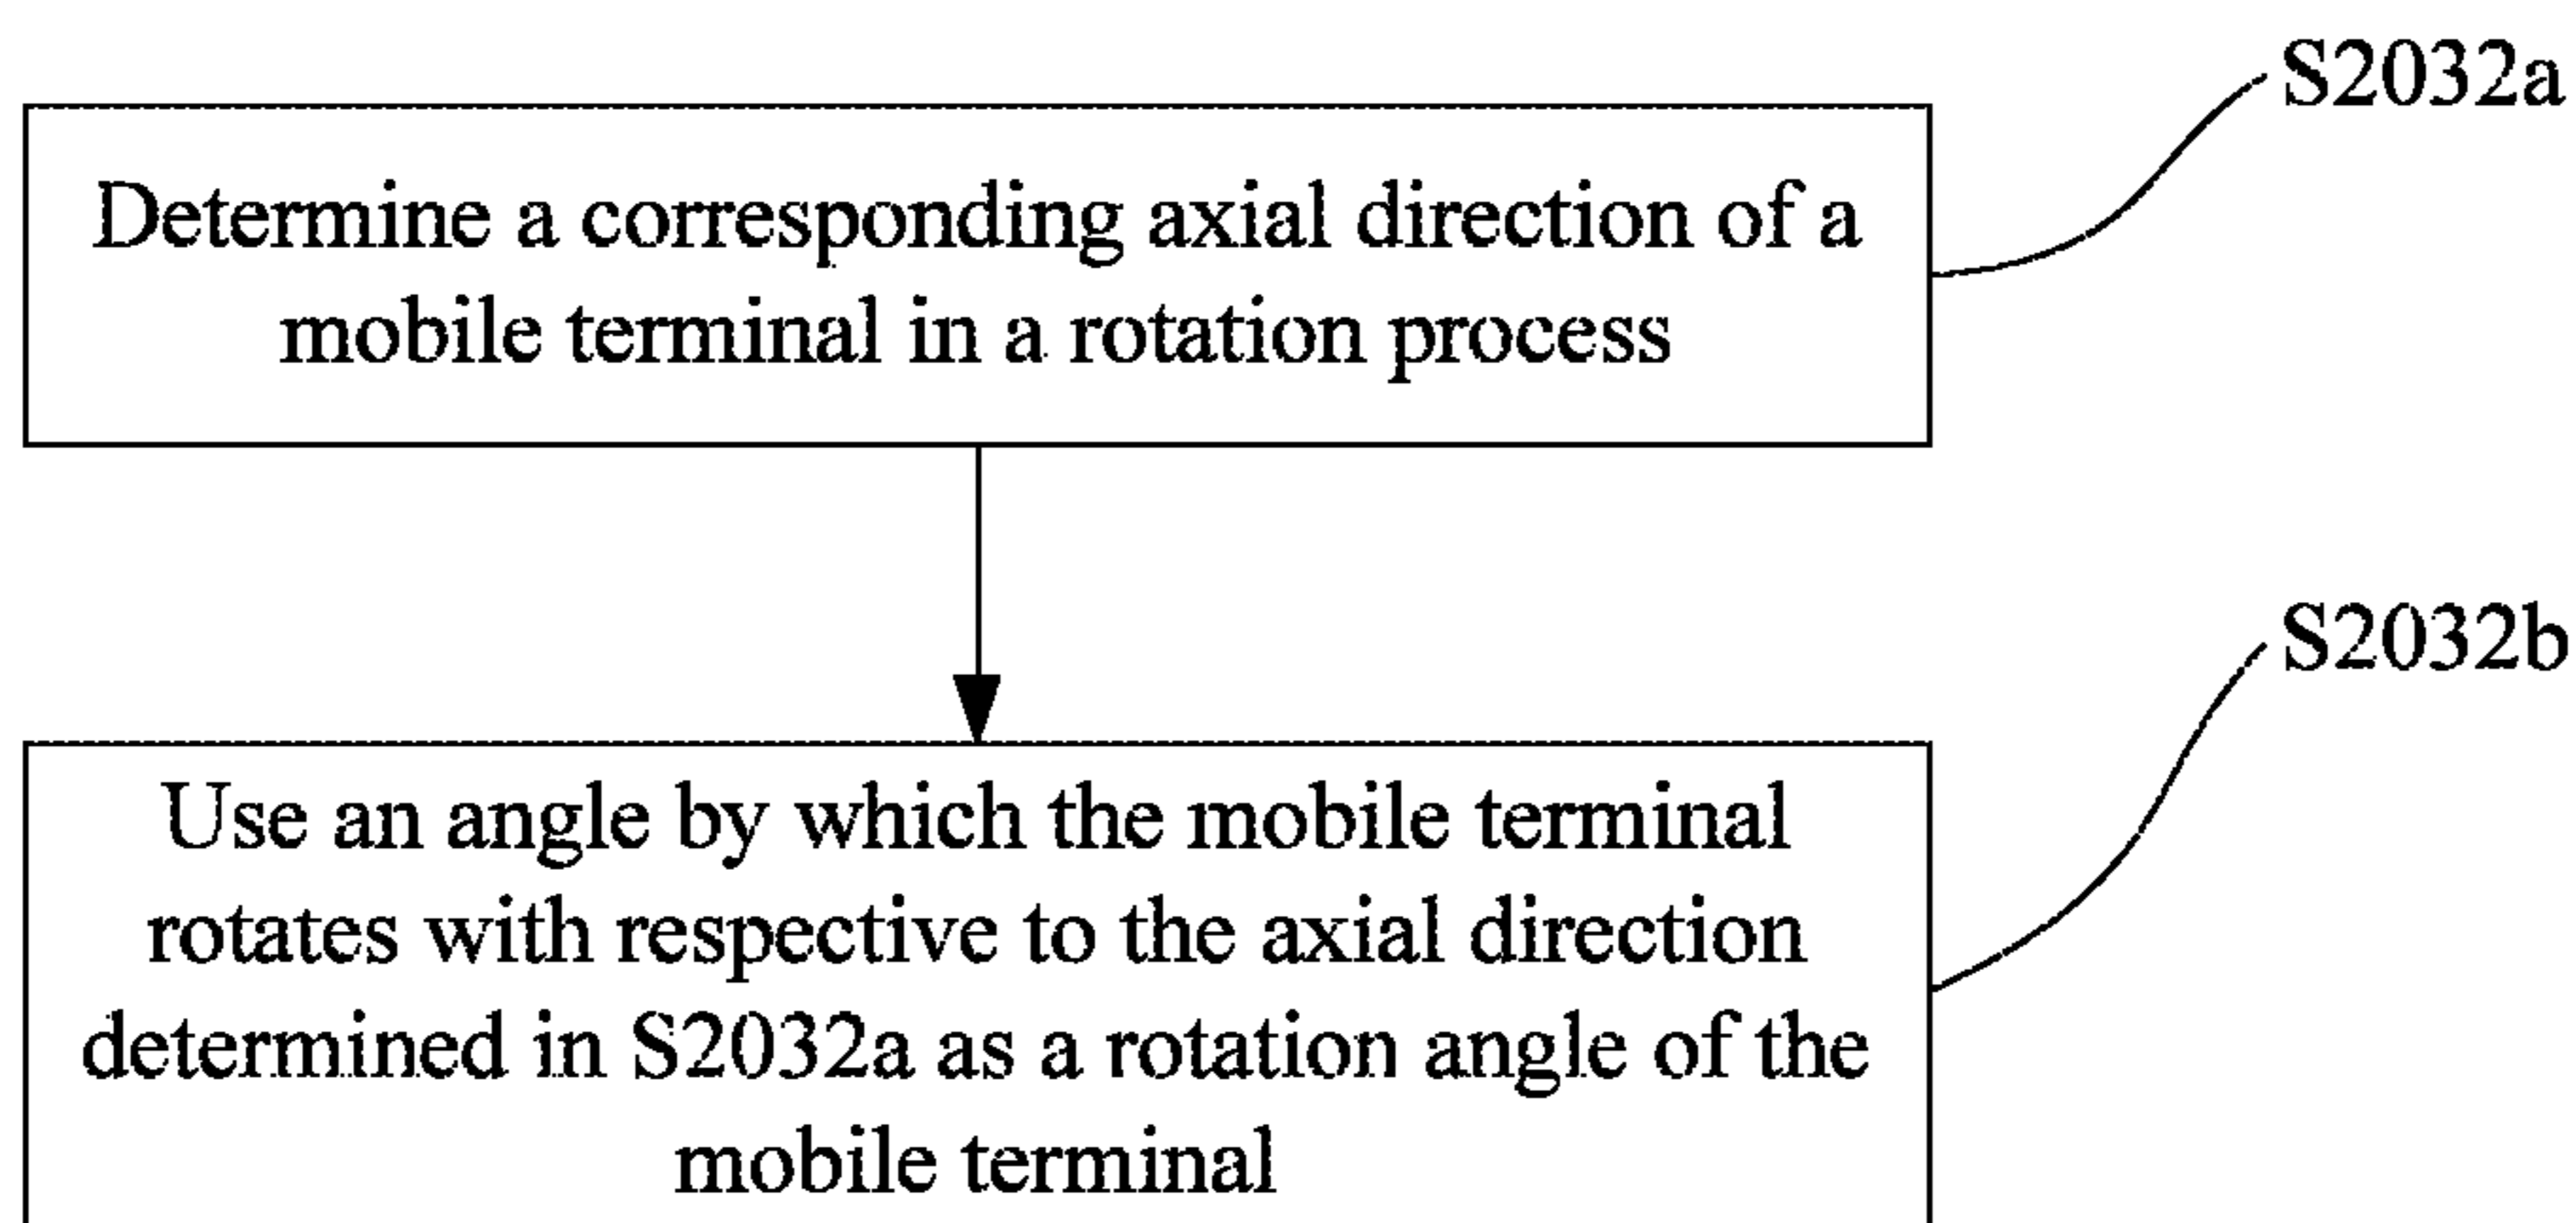 S2032a
Determine a corresponding axial direction of a
mobile terminal in a rotation process
S2032b
Use an angle by which the mobile terminal
rotates with respective to the axial direction
determined in S2032a as a rotation angle of the
mobile terminal